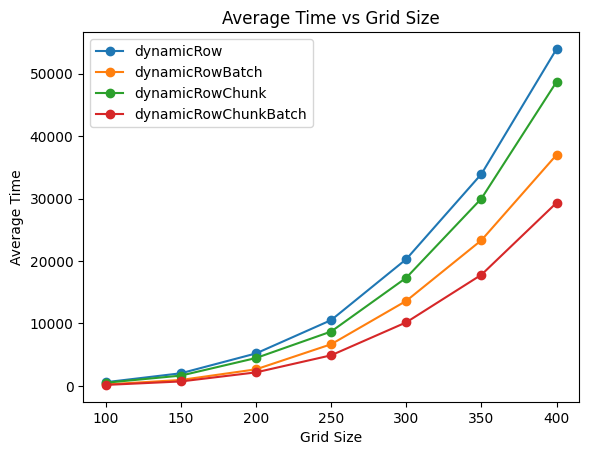 Average Time vs Grid Size
dynamicRow
dynamicRowBatch
dynamicRowChunk
dynamicRowChunkBatch
50000
40000
30000
20000
10000
0
Average Time
100 150 200 250 300 350 400
Grid Size